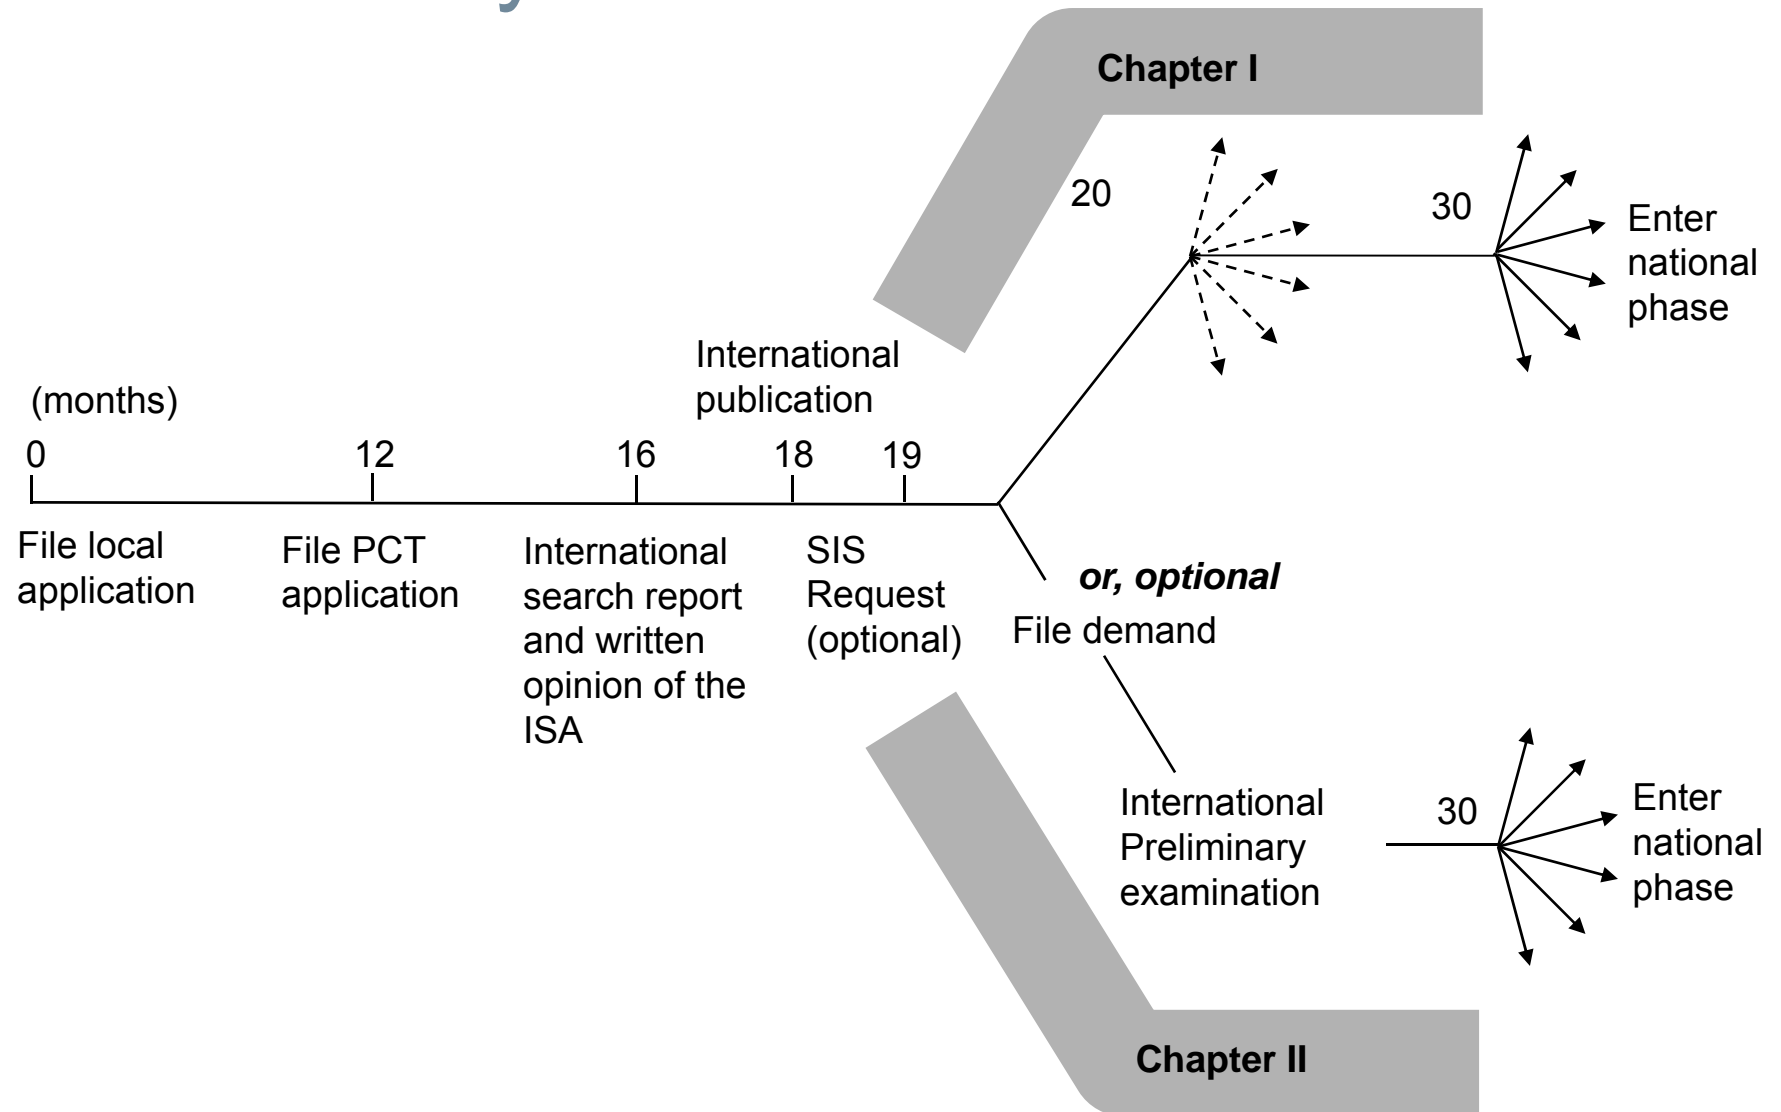 Chapter I
20
30
Enter
national
phase
International
publication
(months)
0
12
16
18
19
File local
application
File PCT
application
International
search report
and written
opinion of the
ISA
SIS
Request
(optional)
or, optional
File demand
International
Preliminary
examination
30
Enter
national
phase
Chapter II